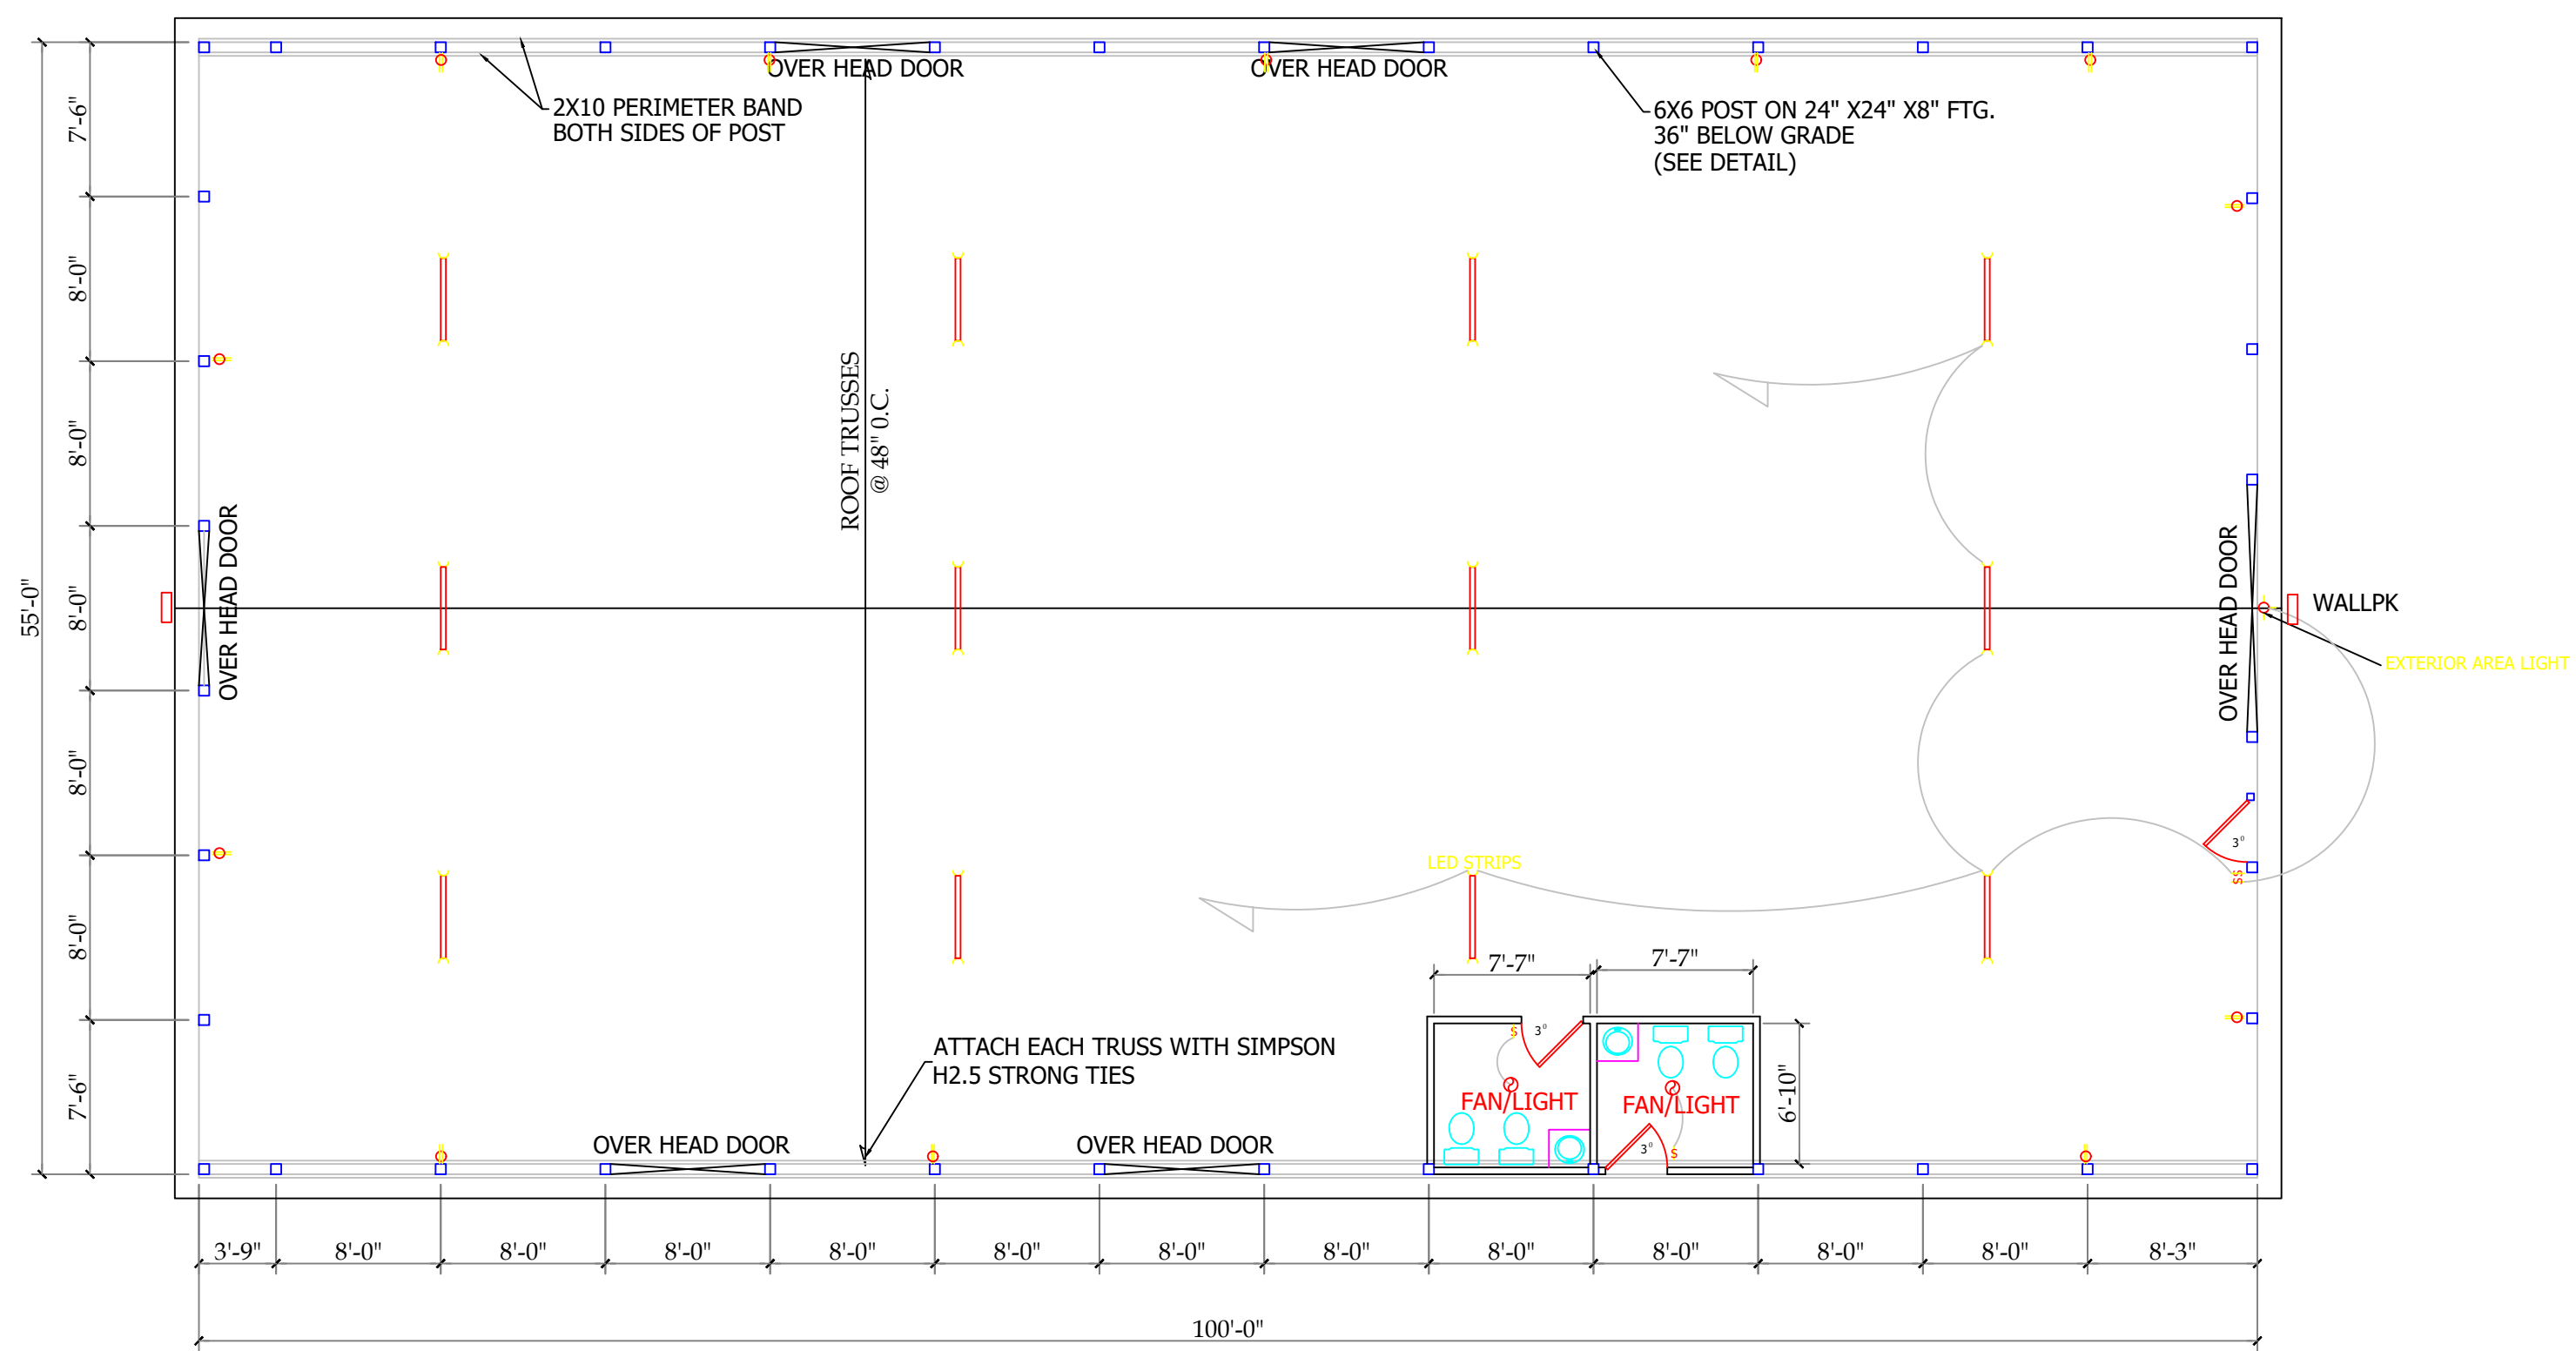 OVER HEAD DOOR
OVER HEAD DOOR
2X10 PERIMETER BAND
BOTH SIDES OF POST
6X6 POST ON 24" X24" X8" FTG.
36" BELOW GRADE
(SEE DETAIL)
7'-6"
8'-0"
8'-0"
8'-0"
8'-0"
8'-0"
7'-6"
55'-0"
ROOF TRUSSES
@ 48" O.C.
OVER HEAD DOOR
OVER HEAD DOOR
WALLPK
EXTERIOR AREA LIGHT
3⁰
SS
LED STRIPS
7'-7"
7'-7"
S
3⁰
FAN/LIGHT
FAN/LIGHT
6'-10"
3⁰
S
ATTACH EACH TRUSS WITH SIMPSON
H2.5 STRONG TIES
OVER HEAD DOOR
OVER HEAD DOOR
3'-9"
8'-0"
8'-0"
8'-0"
8'-0"
8'-0"
8'-0"
8'-0"
8'-0"
8'-0"
8'-0"
8'-0"
8'-3"
100'-0"